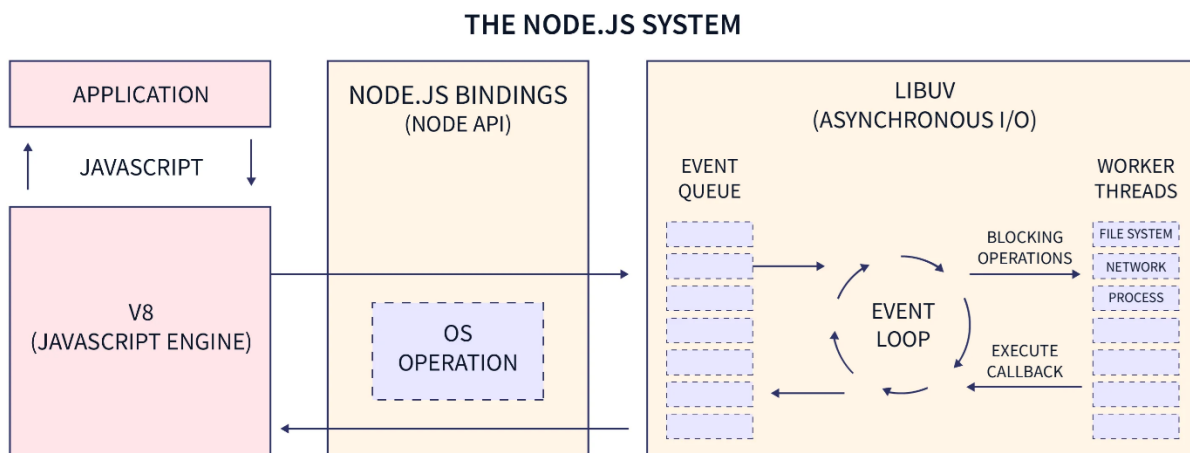 THE NODE.JS SYSTEM
APPLICATION
JAVASCRIPT
V8
(JAVASCRIPT ENGINE)
NODE.JS BINDINGS
(NODE API)
OS
OPERATION
LIBUV
(ASYNCHRONOUS I/O)
EVENT
QUEUE
EVENT
LOOP
BLOCKING
OPERATIONS
EXECUTE
CALLBACK
WORKER
THREADS
FILE SYSTEM
NETWORK
PROCESS